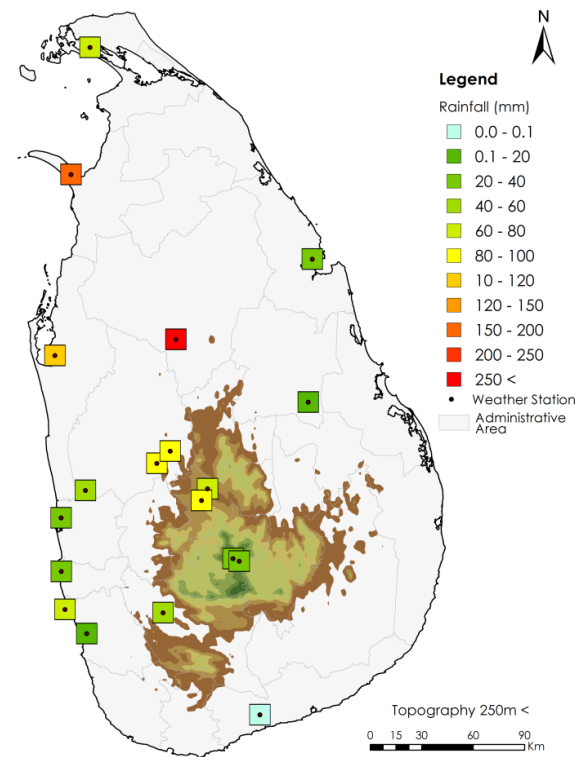 N
Legend
Rainfall (mm)
0.0 - 0.1
0.1 - 20
20 - 40
40 - 60
60 - 80
80 - 100
10 - 120
120 - 150
150 - 200
200 - 250
250 <
Weather Station
Administrative
Area
Topography 250m <
0 15 30 60 90
Km